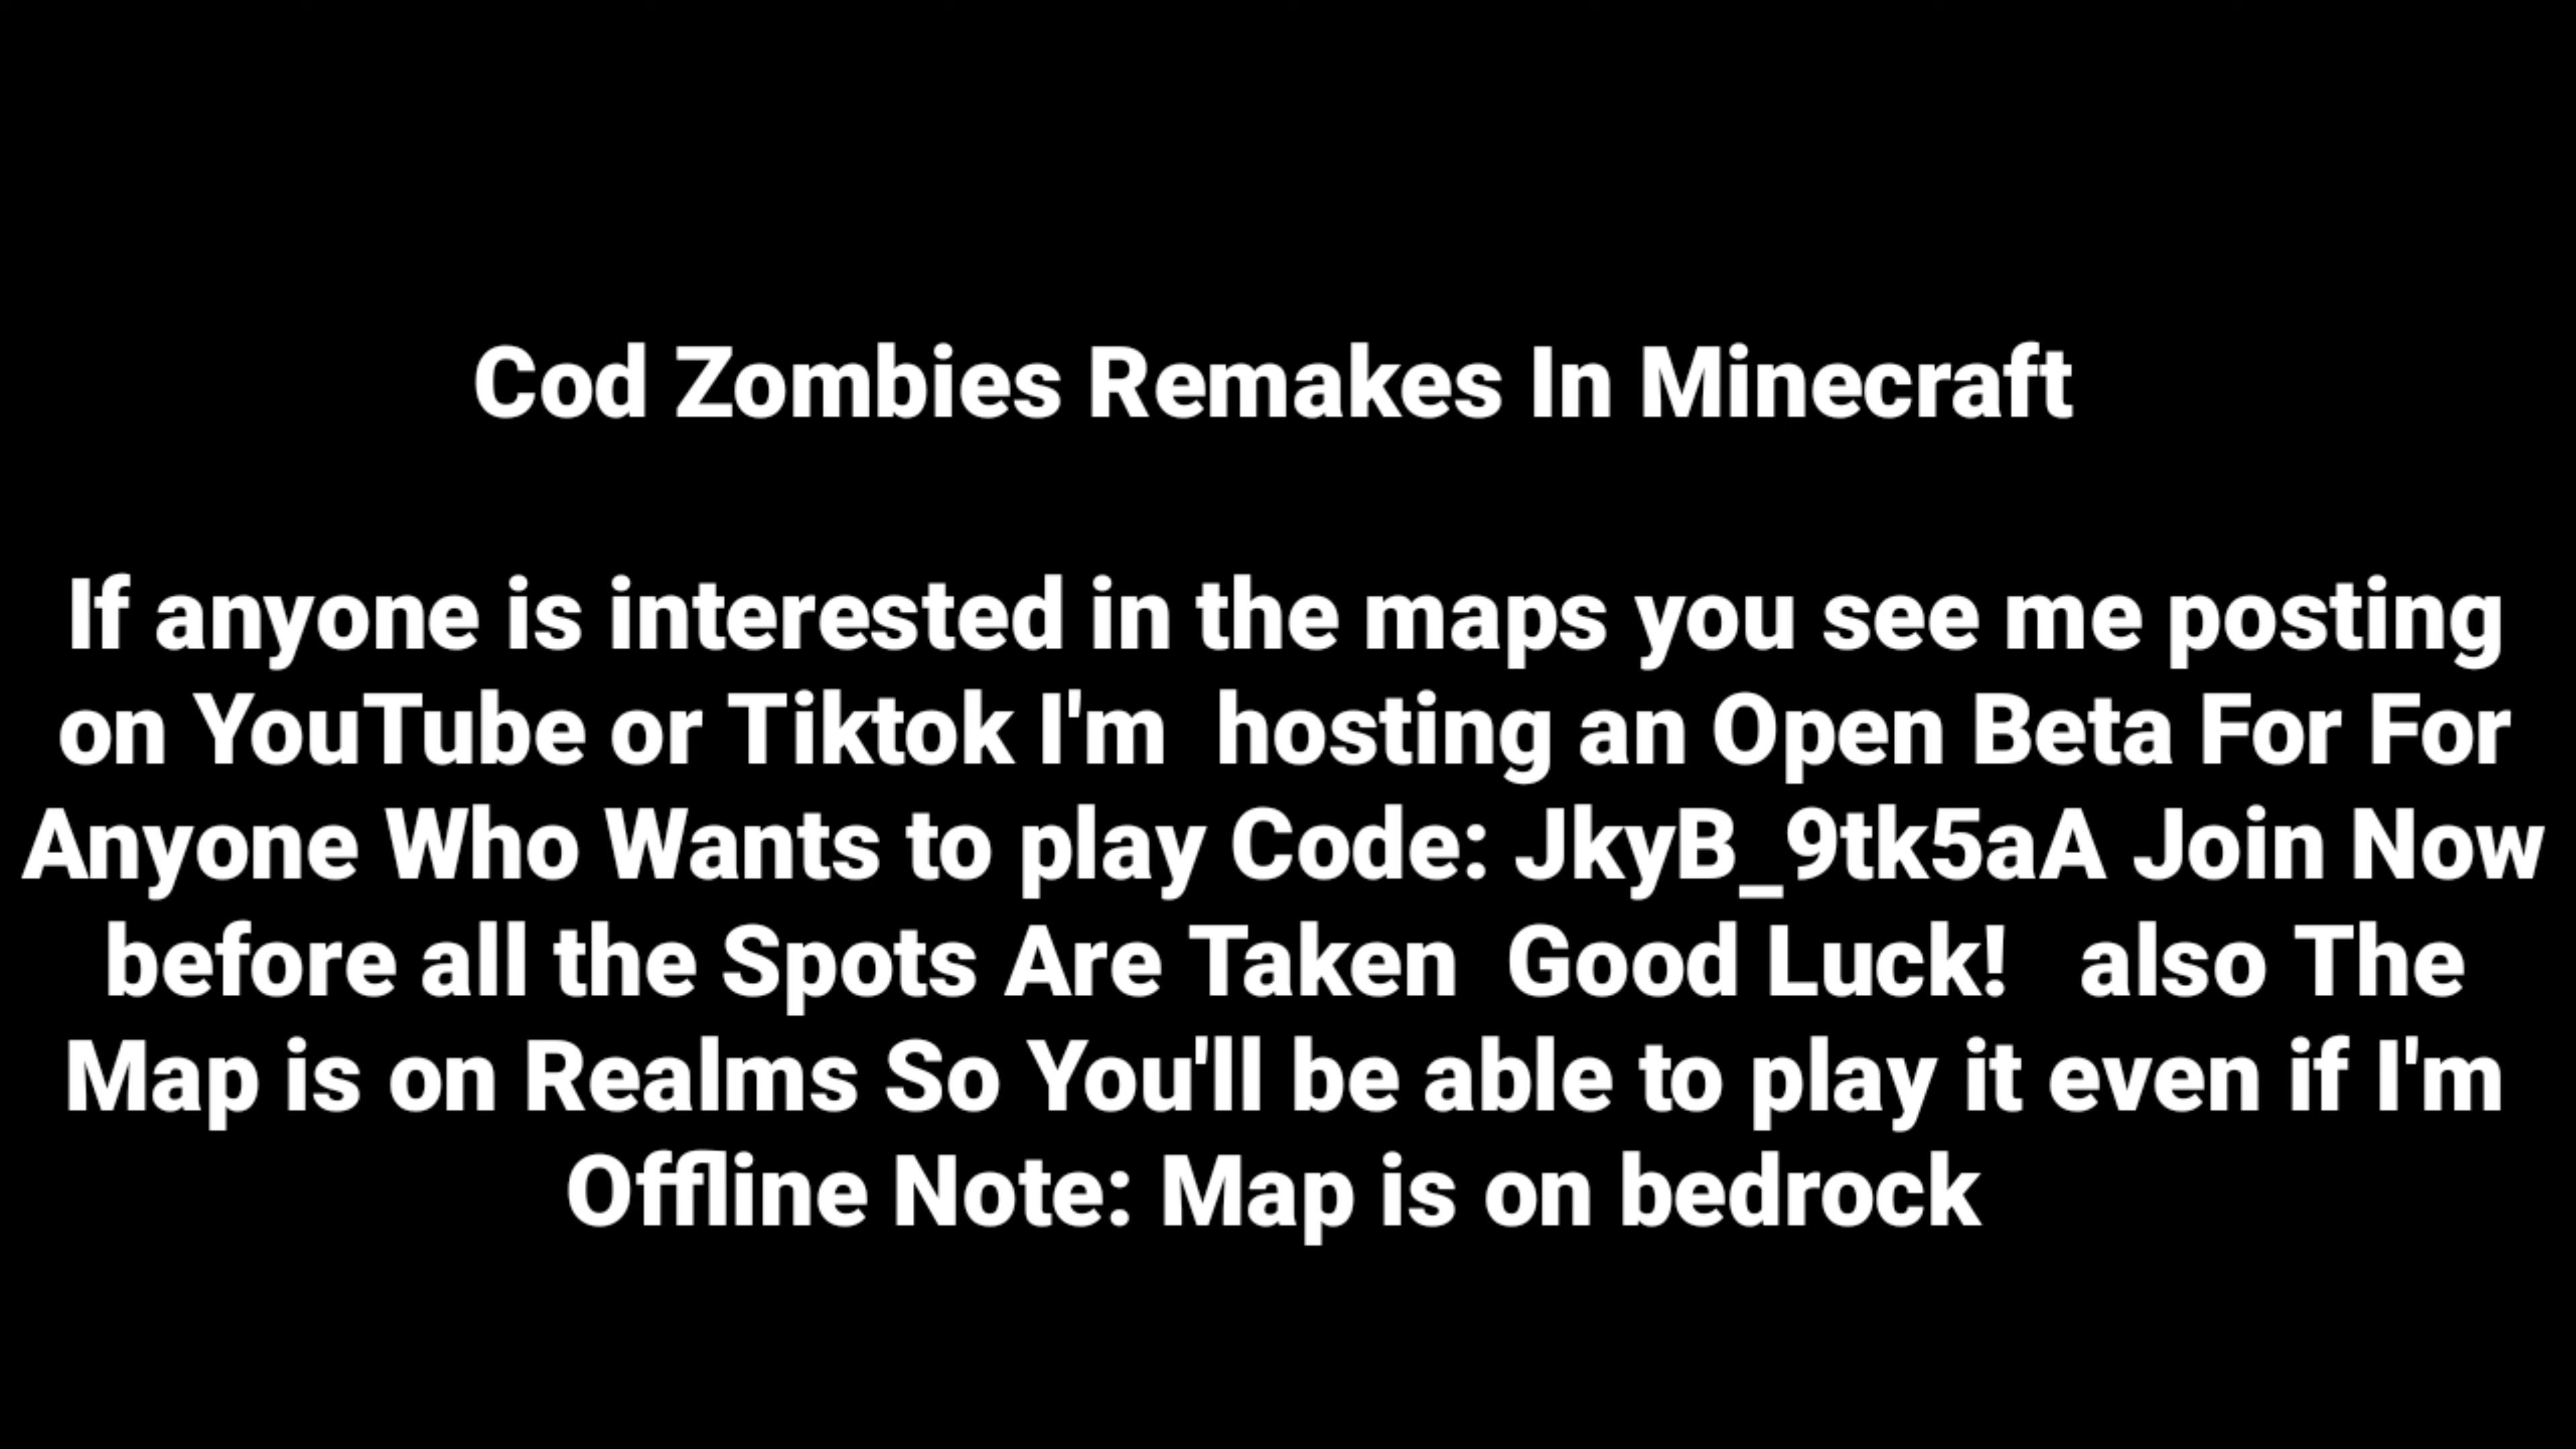 Cod Zombies Remakes In Minecraft
If anyone is interested in the maps you see me posting
on YouTube or Tiktok I'm  hosting an Open Beta For For
Anyone Who Wants to play Code: JkyB_9tk5aA Join Now
before all the Spots Are Taken  Good Luck!   also The
Map is on Realms So You'll be able to play it even if I'm
Offline Note: Map is on bedrock